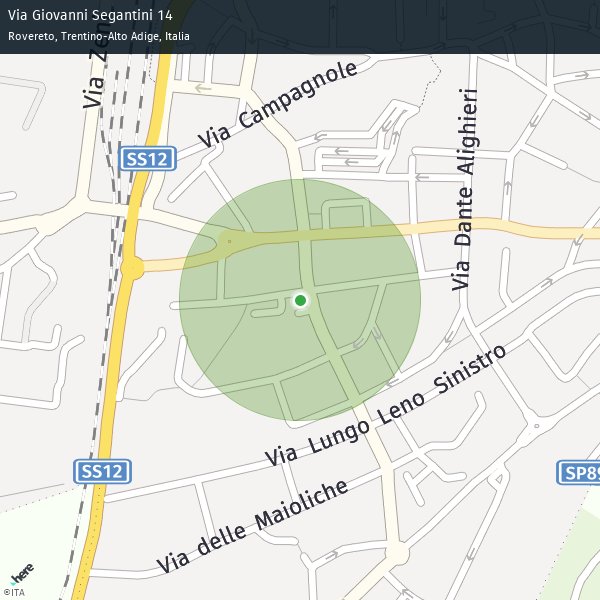 Via Giovanni Segantini 14
Rovereto, Trentino-Alto Adige, Italia
Via Zeni
Via Campagnole
SS12
Via Dante Alighieri
Via Lungo Leno Sinistro
SS12
SP89
Via delle Maioliche
here
©ITA